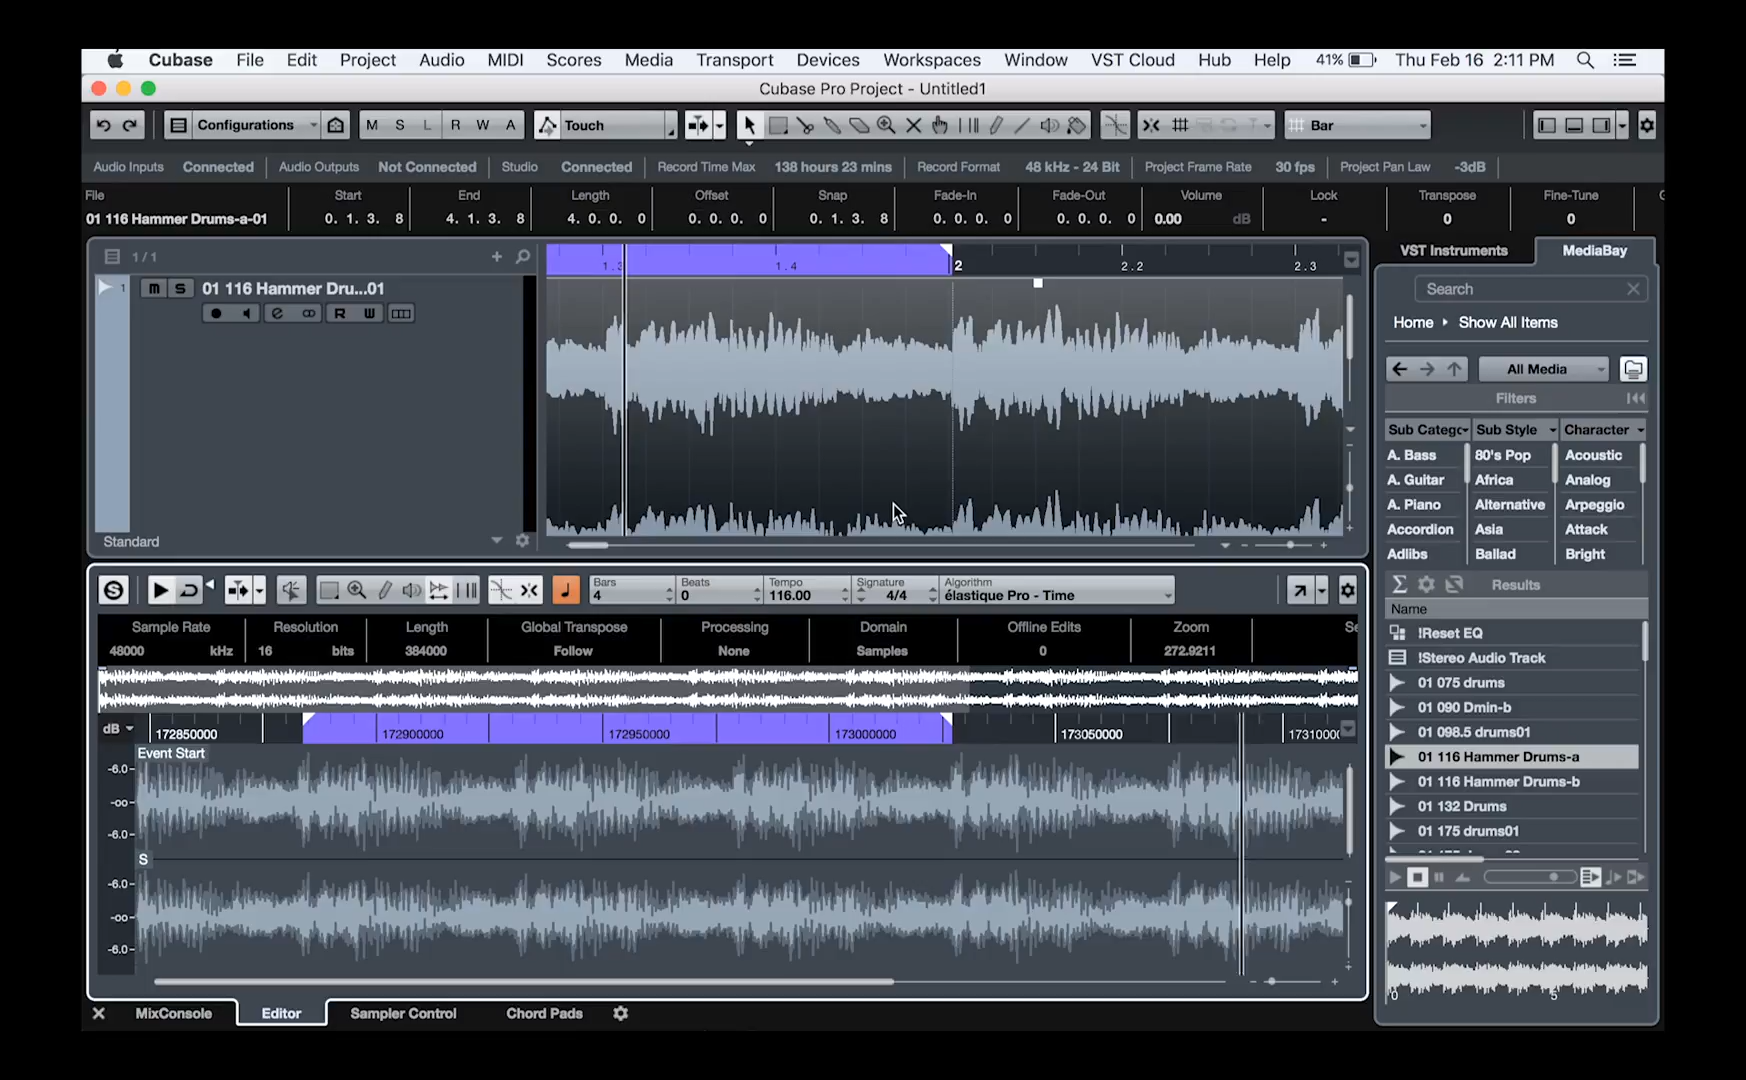 Cubase File Edit Project Audio MIDI Scores Media Transport Devices Workspaces Window VST Cloud Hub Help 41% Thu Feb 16 2:11 PM
Cubase Pro Project - Untitled1
Configurations M S L R W A Touch Bar
Audio Inputs Connected Audio Outputs Not Connected Studio Connected Record Time Max 138 hours 23 mins Record Format 48 kHz - 24 Bit Project Frame Rate 30 fps Project Pan Law -3dB
File Start End Length Offset Snap Fade-In Fade-Out Volume Lock Transpose Fine-Tune
01 116 Hammer Drums-a-01 0. 1. 3. 8 4. 1. 3. 8 4. 0. 0. 0 0. 0. 0. 0 0. 1. 3. 8 0. 0. 0. 0 0. 0. 0. 0 0.00 dB - 0 0
1 / 1
1.3 1.4 2 2.2 2.3
1 m S 01 116 Hammer Dru...01
e R W
Standard
VST Instruments MediaBay
Search
Home Show All Items
All Media
Filters
Sub Catego Sub Style Character
A. Bass 80's Pop Acoustic
A. Guitar Africa Analog
A. Piano Alternative Arpeggio
Accordion Asia Attack
Adlibs Ballad Bright
Results
Name
!Reset EQ
!Stereo Audio Track
01 075 drums
01 090 Dmin-b
01 098.5 drums01
01 116 Hammer Drums-a
01 116 Hammer Drums-b
01 132 Drums
01 175 drums01
0 5
S Bars Beats Tempo Signature Algorithm
4 0 116.00 4/4 élastique Pro - Time
Sample Rate Resolution Length Global Transpose Processing Domain Offline Edits Zoom Se
48000 kHz 16 bits 384000 Follow None Samples 0 272.9211
dB 172850000 172900000 172950000 173000000 173050000 1731000
Event Start
-6.0
-oo
-6.0
S
-6.0
-oo
-6.0
MixConsole Editor Sampler Control Chord Pads